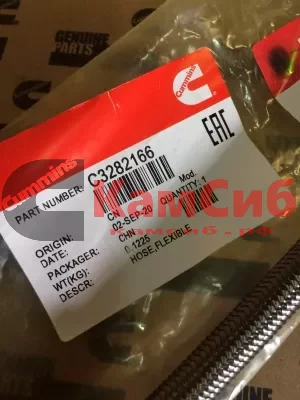 GENUINE
PARTS
Cummins
PART NUMBER: C3282166
Mod.
ORIGIN: CN
DATE: 02-SEP-20 QUANTITY: 1
PACKAGER: CHN
WT(KG): 0,1225
DESCR: HOSE,FLEXIBLE
EAC
КамСиб